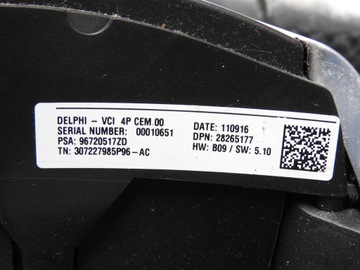 DELPHI - VCI 4P CEM 00
SERIAL NUMBER: 00010651
PSA: 96720517ZD
TN: 307227985P96-AC
DATE: 110916
DPN: 28265177
HW: B09 / SW: 5.10